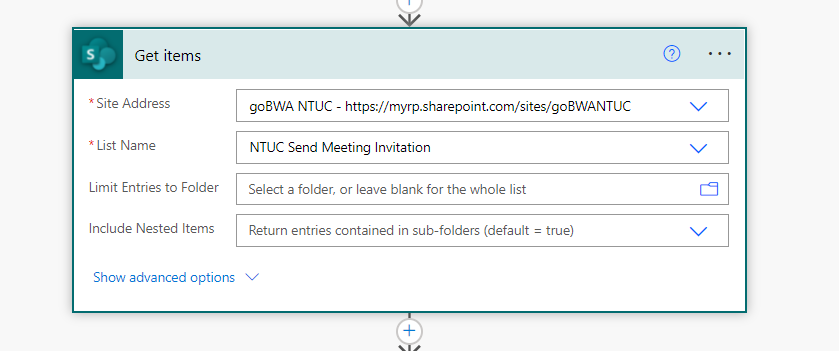 S
Get items
* Site Address
goBWA NTUC - https://myrp.sharepoint.com/sites/goBWANTUC
* List Name
NTUC Send Meeting Invitation
Limit Entries to Folder
Select a folder, or leave blank for the whole list
Include Nested Items
Return entries contained in sub-folders (default = true)
Show advanced options